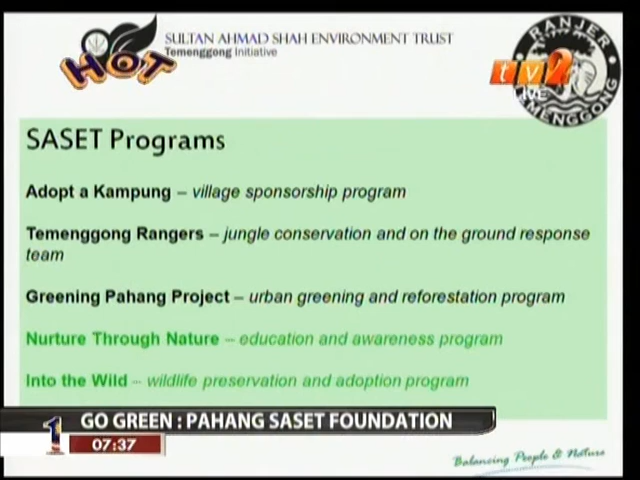 HOT
SULTAN AHMAD SHAH ENVIRONMENT TRUST
Temenggong Initiative
RANJER
TEMENGGONG
tv2
LIVE
SASET Programs
Adopt a Kampung – village sponsorship program
Temenggong Rangers – jungle conservation and on the ground response
team
Greening Pahang Project – urban greening and reforestation program
Nurture Through Nature – education and awareness program
Into the Wild – wildlife preservation and adoption program
1
GO GREEN : PAHANG SASET FOUNDATION
07:37
Balancing People & Nature